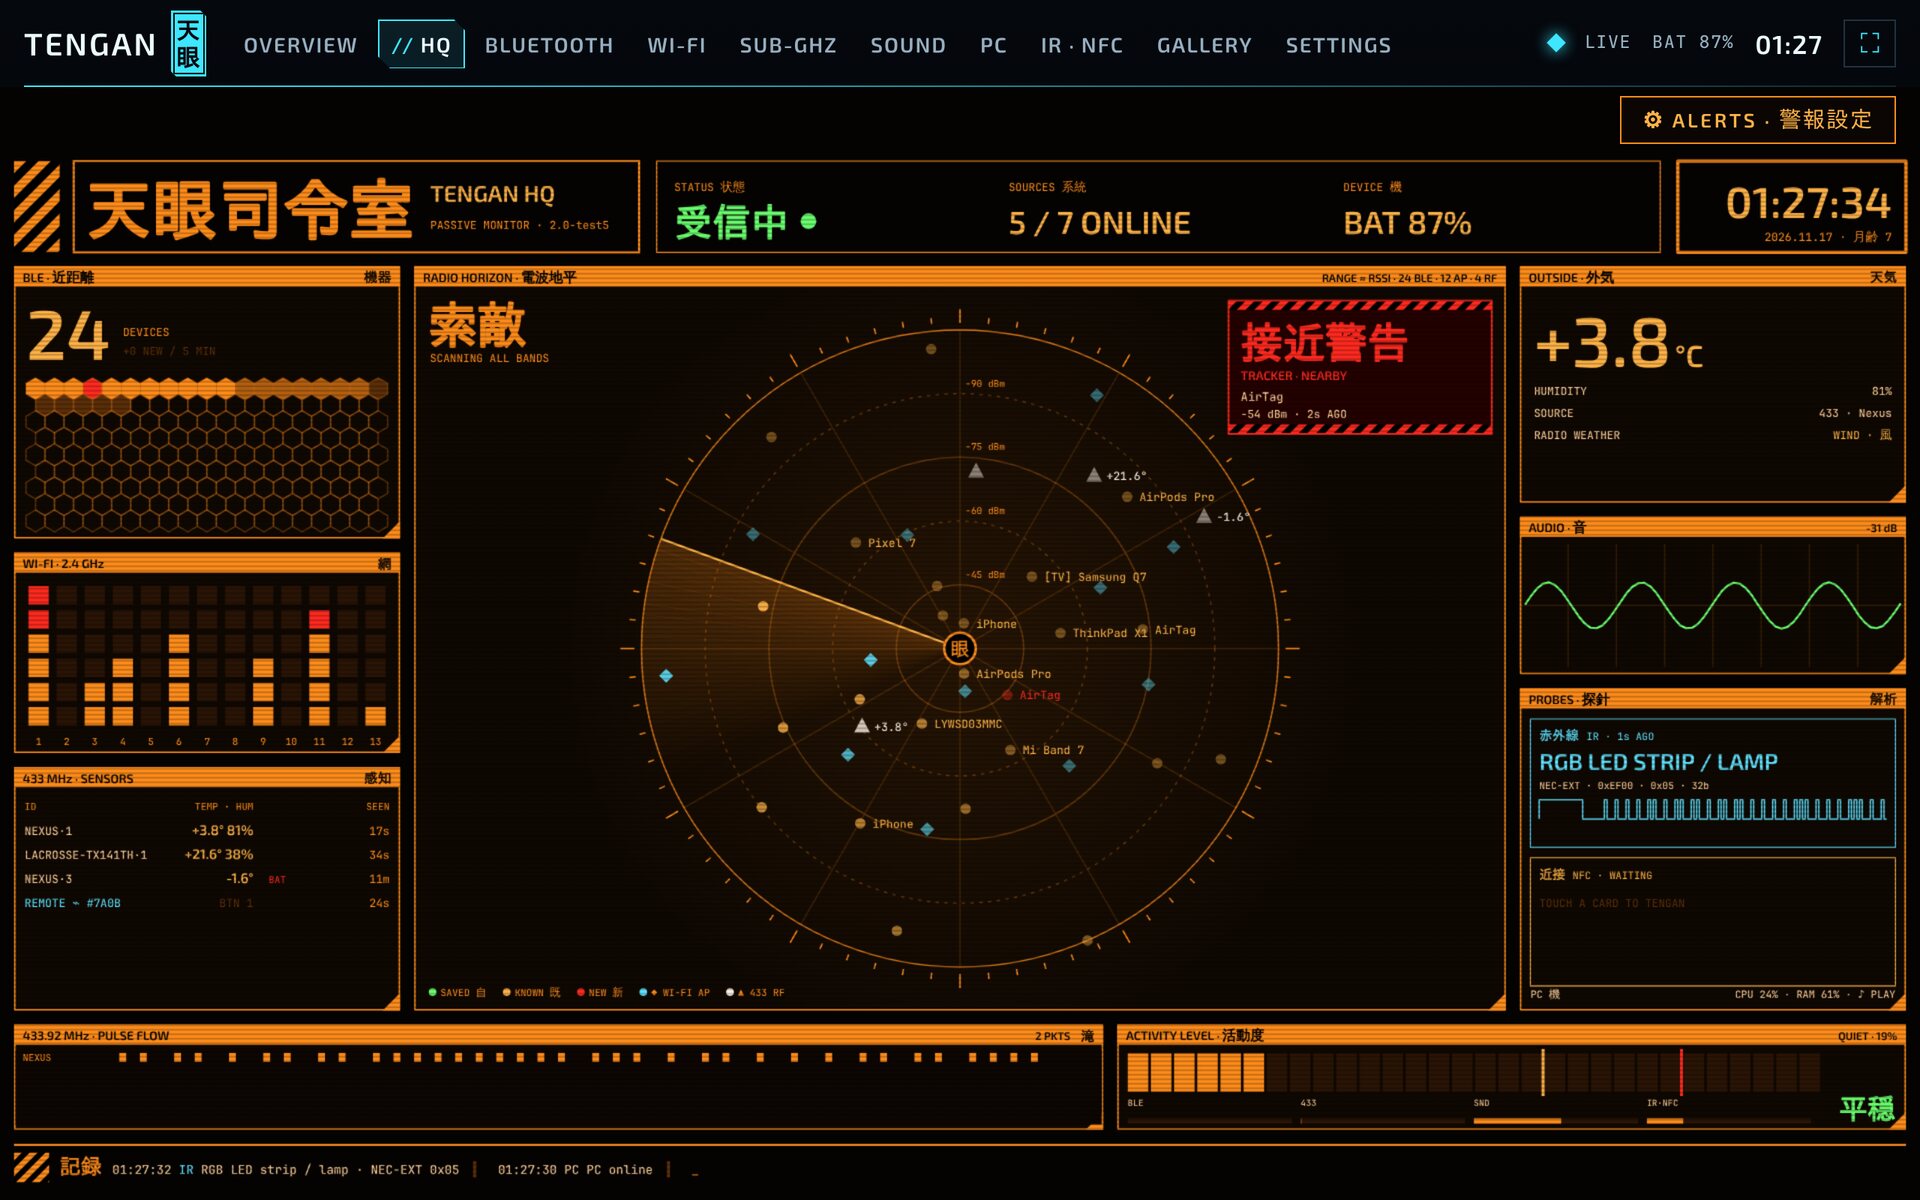 TENGAN 天眼 OVERVIEW // HQ BLUETOOTH WI-FI SUB-GHZ SOUND PC IR · NFC GALLERY SETTINGS LIVE BAT 87% 01:27
⚙ ALERTS · 警報設定
天眼司令室
TENGAN HQ
PASSIVE MONITOR · 2.0-test5
STATUS 状態
受信中
SOURCES 系統
5 / 7 ONLINE
DEVICE 機
BAT 87%
01:27:34
2026.11.17 · 月齢 7
BLE · 近距離 機器
24 DEVICES
+0 NEW / 5 MIN
WI-FI · 2.4 GHz 網
1 2 3 4 5 6 7 8 9 10 11 12 13
433 MHz · SENSORS 感知
ID TEMP · HUM SEEN
NEXUS·1 +3.8° 81% 17s
LACROSSE-TX141TH·1 +21.6° 38% 34s
NEXUS·3 -1.6° BAT 11m
REMOTE ⌁ #7A0B BTN 1 24s
RADIO HORIZON · 電波地平 RANGE = RSSI · 24 BLE · 12 AP · 4 RF
索敵
SCANNING ALL BANDS
接近警告
TRACKER · NEARBY
AirTag
-54 dBm · 2s AGO
-90 dBm
-75 dBm
+21.6°
AirPods Pro
-60 dBm
-1.6°
Pixel 7
-45 dBm
[TV] Samsung Q7
iPhone
ThinkPad X1
AirTag
眼
AirPods Pro
AirTag
+3.8°
LYWSD03MMC
Mi Band 7
iPhone
SAVED 自 KNOWN 既 NEW 新 ◆ WI-FI AP ▲ 433 RF
OUTSIDE · 外気 天気
+3.8 °C
HUMIDITY 81%
SOURCE 433 · Nexus
RADIO WEATHER WIND · 風
AUDIO · 音 -31 dB
PROBES · 探針 解析
赤外線 IR · 1s AGO
RGB LED STRIP / LAMP
NEC-EXT · 0xEF00 · 0x05 · 32b
近接 NFC · WAITING
TOUCH A CARD TO TENGAN
PC 機 CPU 24% · RAM 61% · ♪ PLAY
433.92 MHz · PULSE FLOW 2 PKTS 滝
NEXUS
ACTIVITY LEVEL · 活動度 QUIET · 19%
BLE 433 SND IR·NFC
平穏
記録 01:27:32 IR RGB LED strip / lamp · NEC-EXT 0x05 01:27:30 PC PC online _